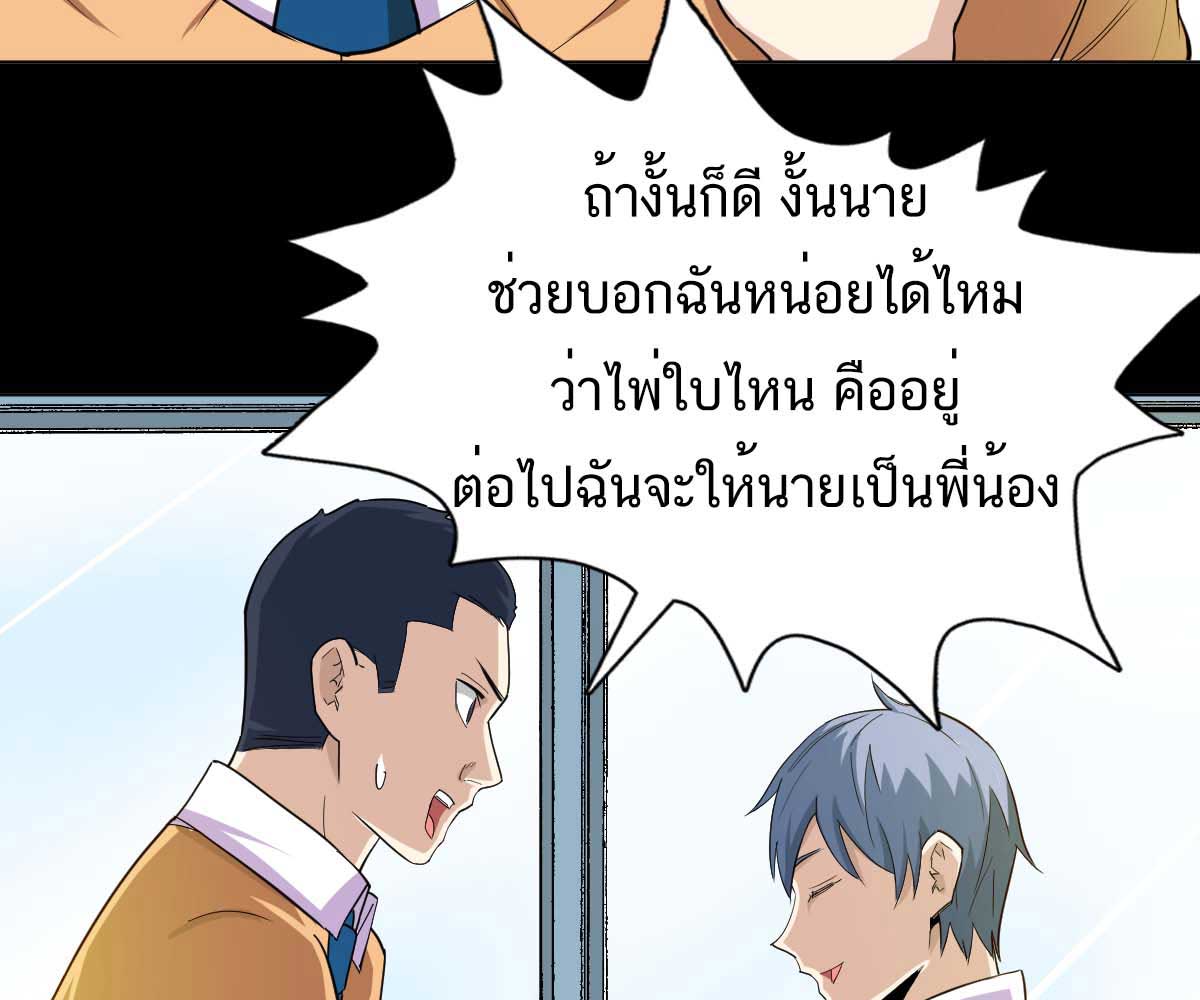 ถ้างั้นก็ดี งั้นนาย
ช่วยบอกฉันหน่อยได้ไหม
ว่าไพ่ใบไหน คืออยู่
ต่อไปฉันจะให้นายเป็นพี่น้อง